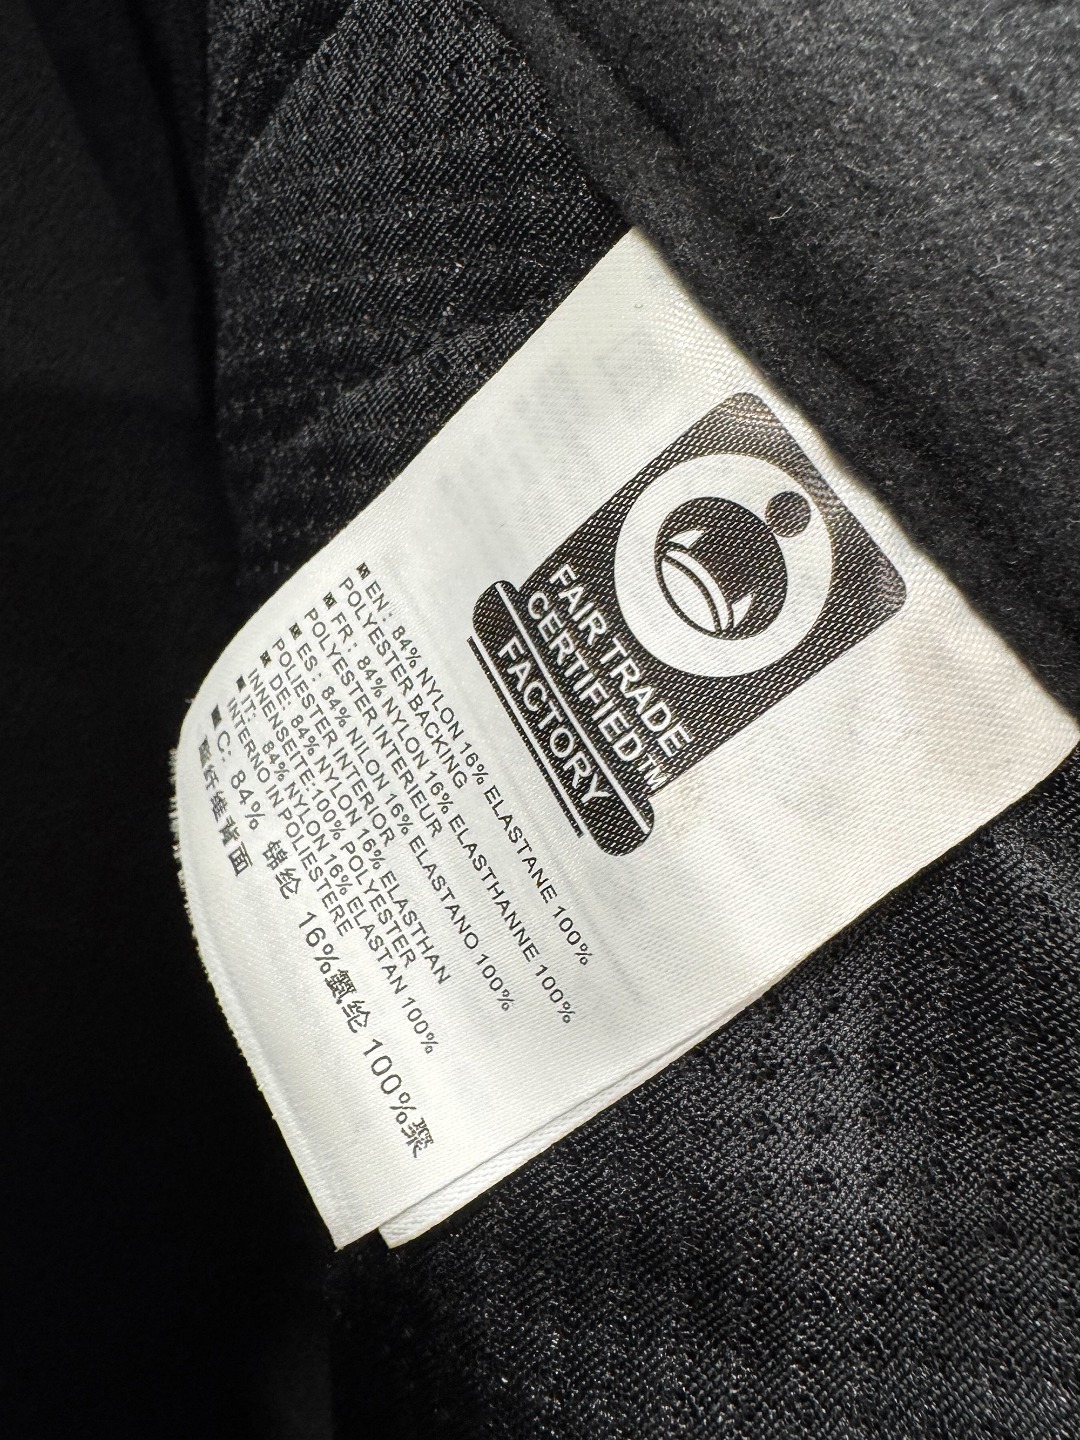 FAIR TRADE
CERTIFIED™
FACTORY
EN: 84% NYLON 16% ELASTANE 100%
POLYESTER BACKING
FR: 84% NYLON 16% ELASTHANNE 100%
POLYESTER INTERIEUR
ES: 84% NILON 16% ELASTANO 100%
POLIESTER INTERIOR
DE: 84% NYLON 16% ELASTHAN
INNENSEITE:100% POLYESTER
IT: 84% NYLON 16% ELASTAN 100%
INTERNO IN POLIESTERE
C: 84% 锦纶 16%氨纶 100%聚
酯纤维背面